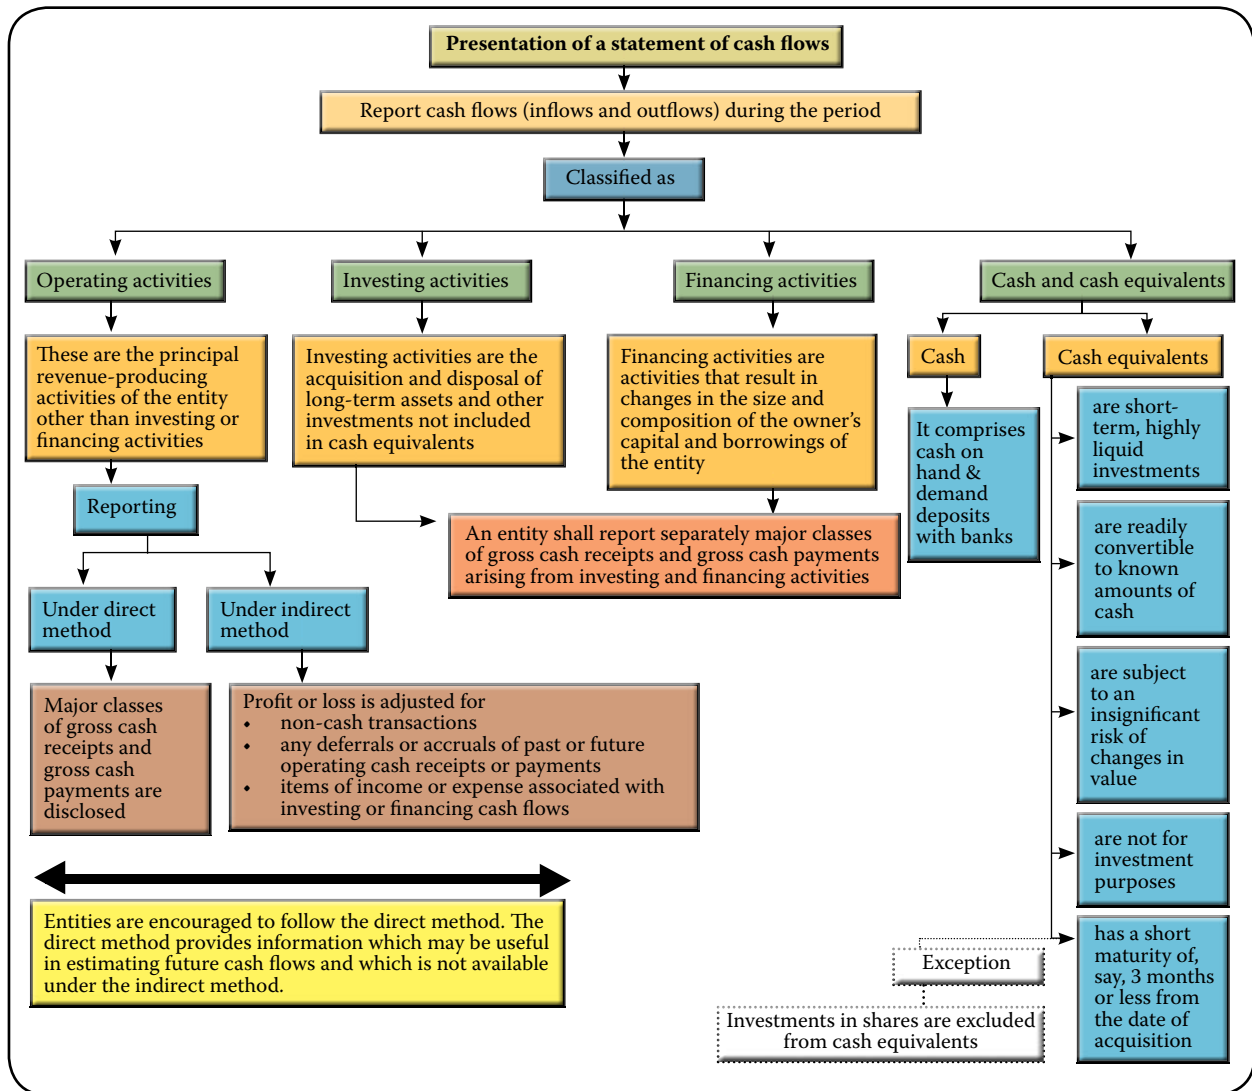 Presentation of a statement of cash flows
Report cash flows (inflows and outflows) during the period
Classified as
Operating activities
Investing activities
Financing activities
Cash and cash equivalents
These are the principal
revenue-producing
activities of the entity
other than investing or
financing activities
Investing activities are the
acquisition and disposal of
long-term assets and other
investments not included
in cash equivalents
Financing activities are
activities that result in
changes in the size and
composition of the owner's
capital and borrowings of
the entity
Cash
Cash equivalents
It comprises
cash on
hand &
demand
deposits
with banks
are short-
term, highly
liquid
investments
are readily
convertible
to known
amounts of
cash
are subject
to an
insignificant
risk of
changes in
value
are not for
investment
purposes
has a short
maturity of,
say, 3 months
or less from
the date of
acquisition
Reporting
An entity shall report separately major classes
of gross cash receipts and gross cash payments
arising from investing and financing activities
Under direct
method
Under indirect
method
Major classes
of gross cash
receipts and
gross cash
payments are
disclosed
Profit or loss is adjusted for
• non-cash transactions
• any deferrals or accruals of past or future
operating cash receipts or payments
• items of income or expense associated with
investing or financing cash flows
Entities are encouraged to follow the direct method. The
direct method provides information which may be useful
in estimating future cash flows and which is not available
under the indirect method.
Exception
Investments in shares are excluded
from cash equivalents